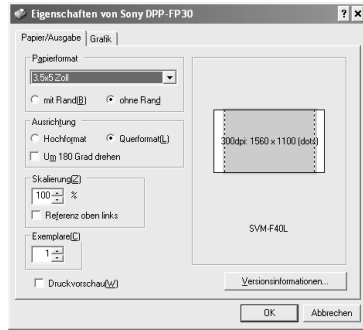 Eigenschaften von Sony DPP-FP30
Papier/Ausgabe
Grafik
Papierformat
3.5x5 Zoll
mit Rand(B)
ohne Rand
Ausrichtung
Hochformat
Querformat(L)
Um 180 Grad drehen
Skalierung(Z)
100 %
Referenz oben links
Exemplare(C)
1
Druckvorschau(W)
300dpi: 1560 x 1100 (dots)
SVM-F40L
Versionsinformationen...
OK
Abbrechen